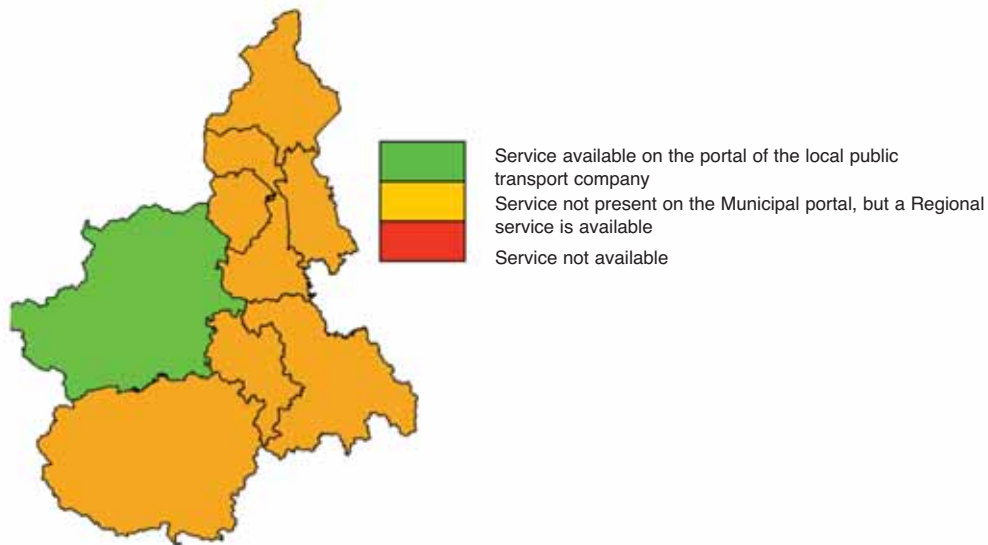 Service available on the portal of the local public
transport company
Service not present on the Municipal portal, but a Regional
service is available
Service not available